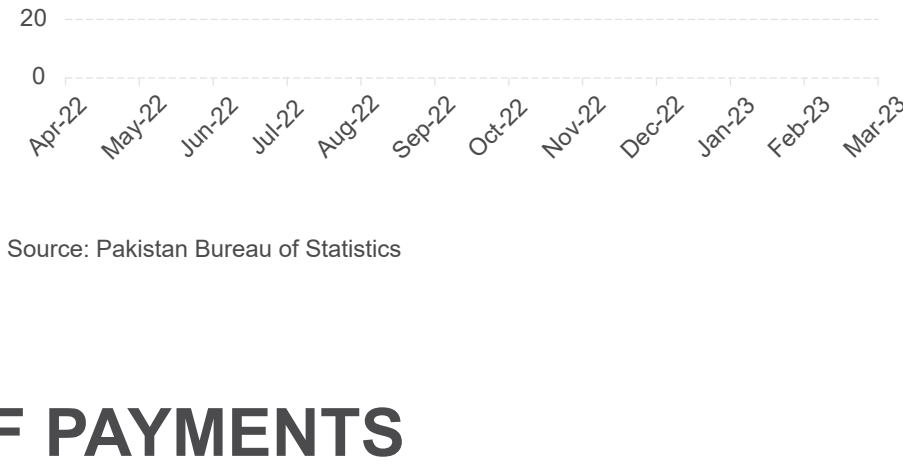 20
0
Apr-22 May-22 Jun-22 Jul-22 Aug-22 Sep-22 Oct-22 Nov-22 Dec-22 Jan-23 Feb-23 Mar-23
Source: Pakistan Bureau of Statistics
F PAYMENTS